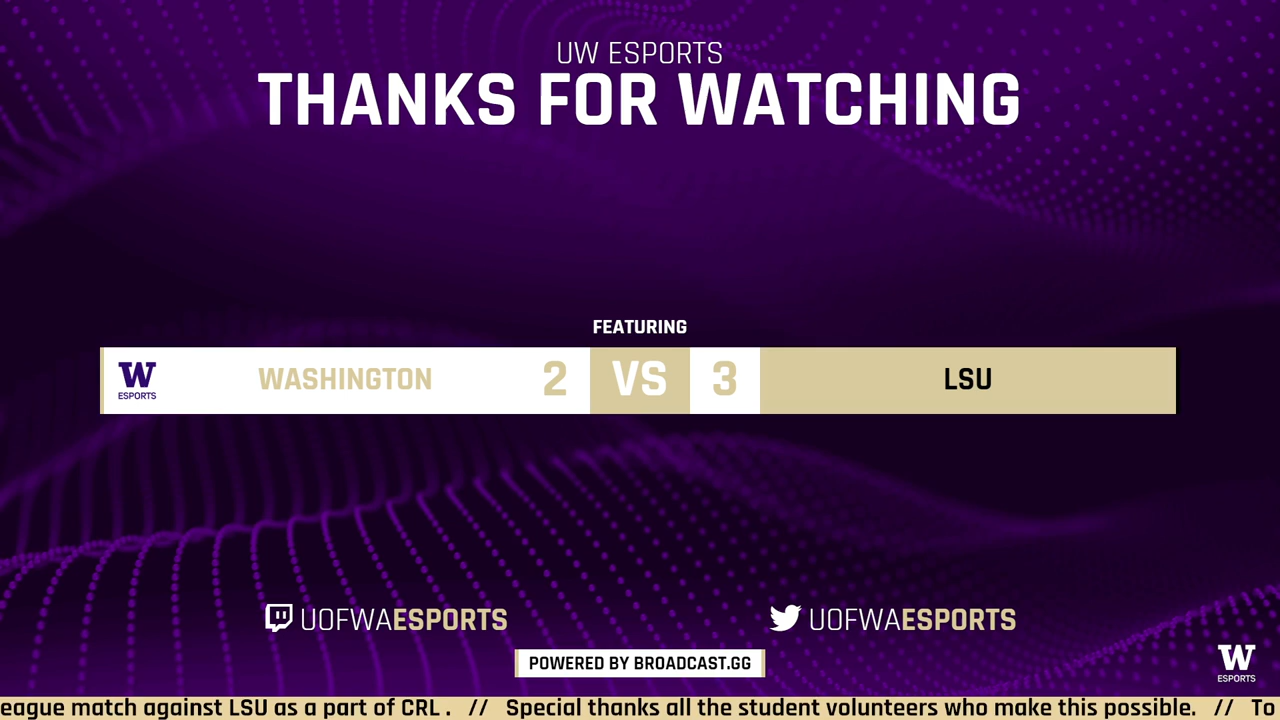 UW ESPORTS
THANKS FOR WATCHING
FEATURING
W ESPORTS WASHINGTON 2 VS 3 LSU
UOFWAESPORTS UOFWAESPORTS
POWERED BY BROADCAST.GG
W
ESPORTS
eague match against LSU as a part of CRL . // Special thanks all the student volunteers who make this possible. // To